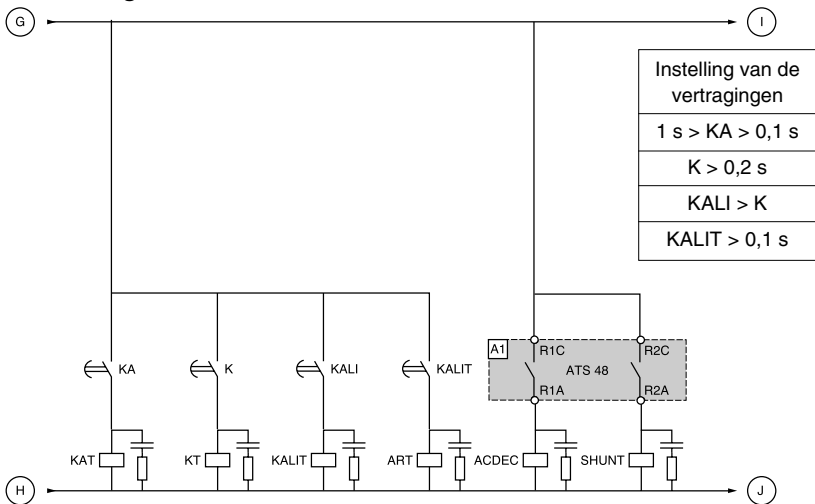 G
I
Instelling van de
vertragingen
1 s > KA > 0,1 s
K > 0,2 s
KALI > K
KALIT > 0,1 s
A1
R1C
R2C
KA
K
KALI
KALIT
ATS 48
R1A
R2A
KAT
KT
KALIT
ART
ACDEC
SHUNT
H
J